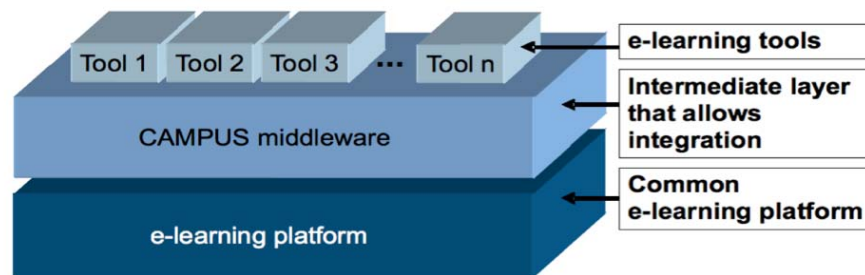 Tool 1 Tool 2 Tool 3 ... Tool n
e-learning tools
Intermediate layer
that allows
integration
CAMPUS middleware
Common
e-learning platform
e-learning platform